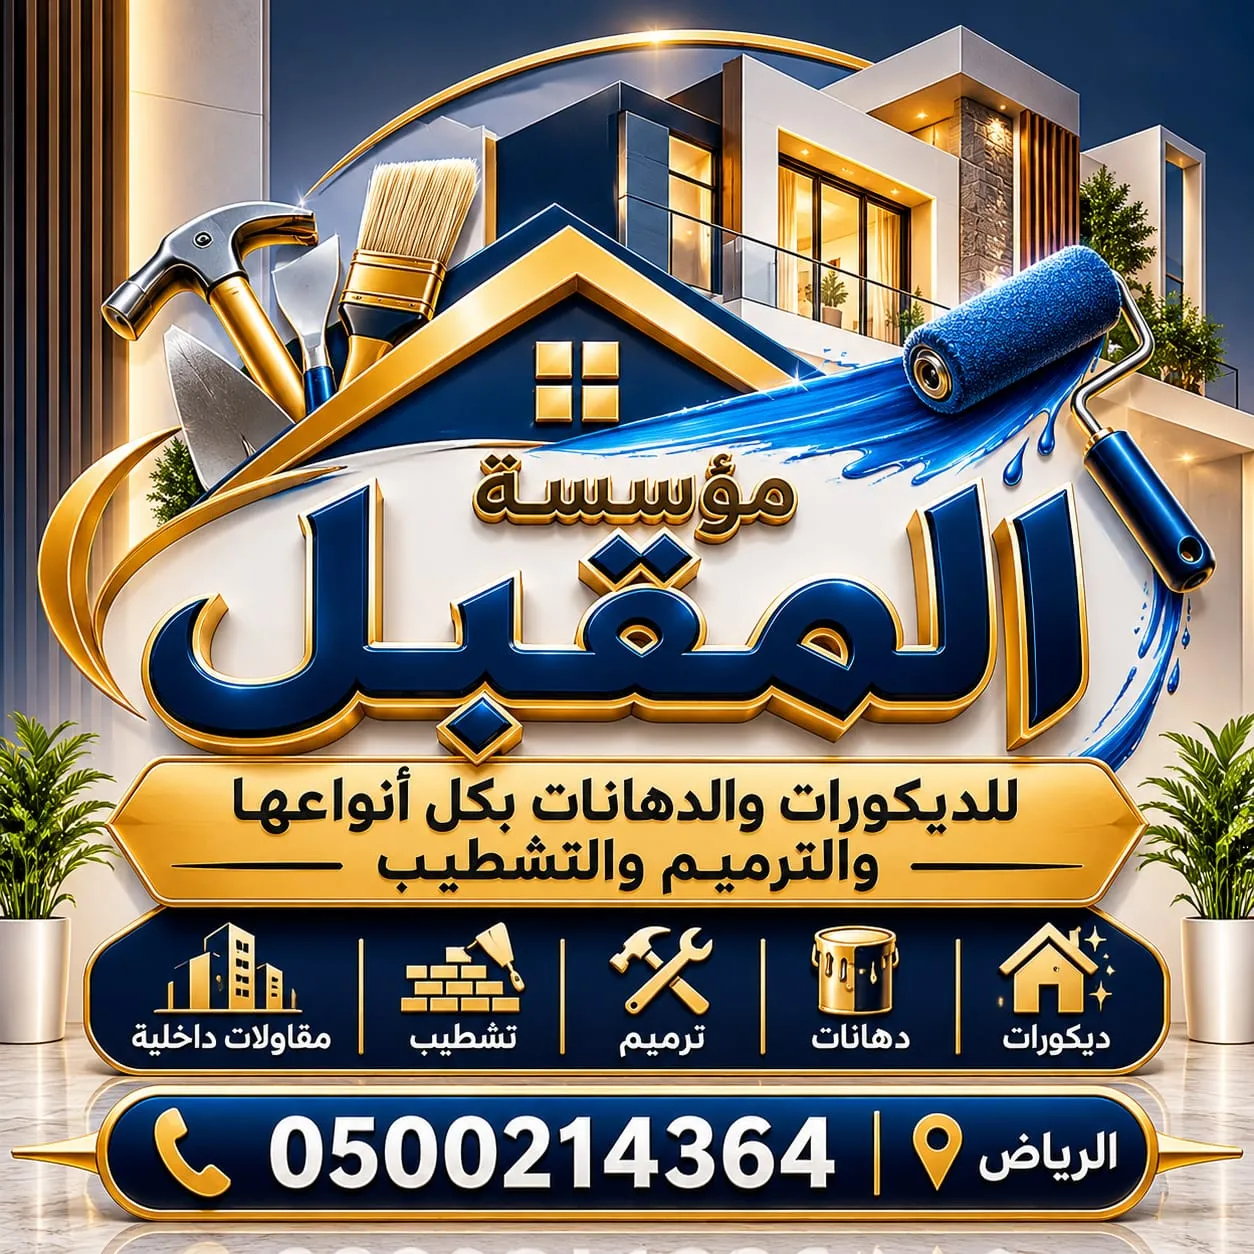 مؤسسة
المقبل
للديكورات والدهانات بكل أنواعها
والترميم والتشطيب
ديكورات
دهانات
ترميم
تشطيب
مقاولات داخلية
الرياض
0500214364